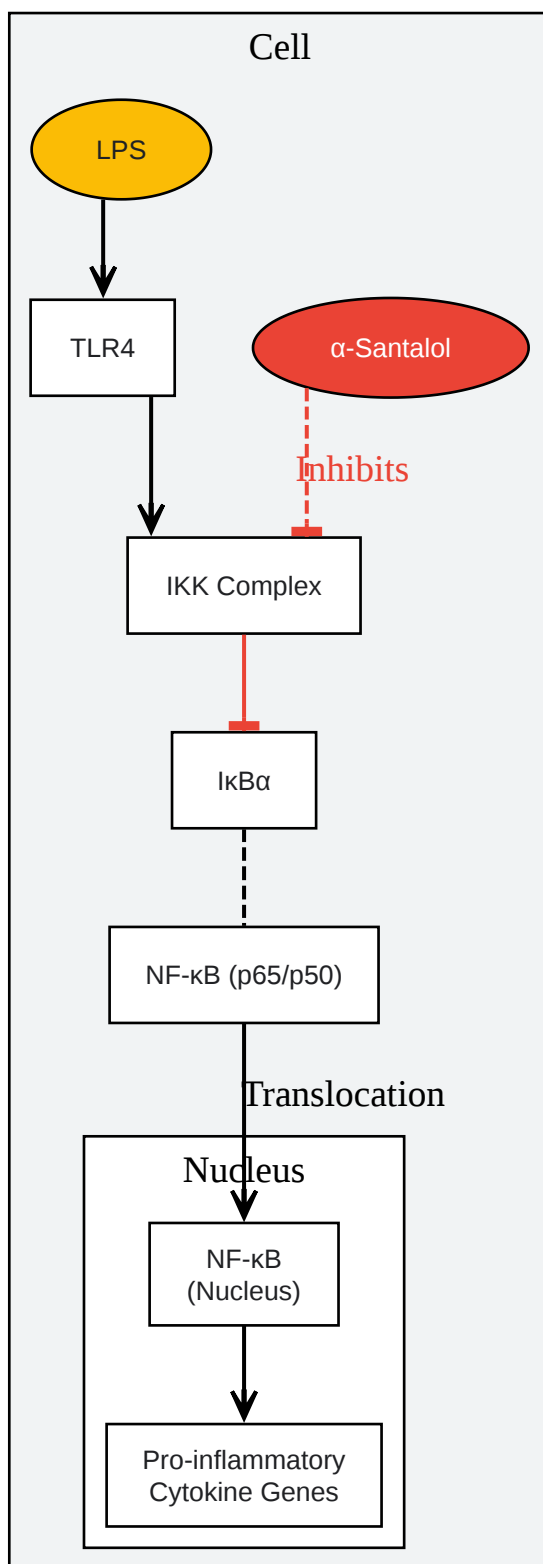 Cell
LPS
TLR4
α-Santalol
Inhibits
IKK Complex
IκBα
NF-κB (p65/p50)
Translocation
Nucleus
NF-κB
(Nucleus)
Pro-inflammatory
Cytokine Genes